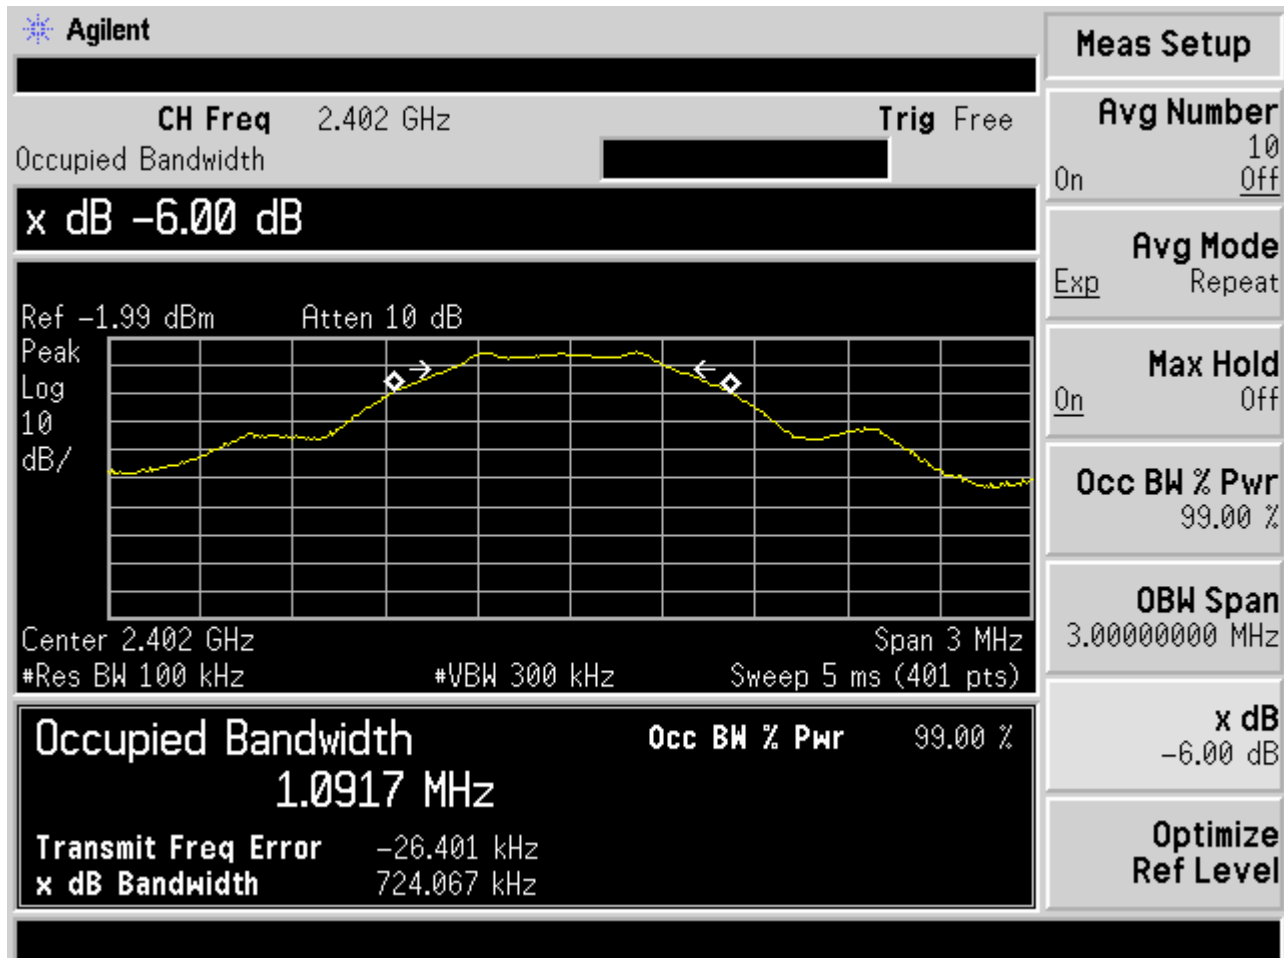 Agilent
CH Freq 2.402 GHz Trig Free
Occupied Bandwidth
x dB -6.00 dB
Ref -1.99 dBm Atten 10 dB
Peak
Log
10
dB/
Center 2.402 GHz Span 3 MHz
#Res BW 100 kHz #VBW 300 kHz Sweep 5 ms (401 pts)
Occupied Bandwidth Occ BW % Pwr 99.00 %
1.0917 MHz
Transmit Freq Error -26.401 kHz
x dB Bandwidth 724.067 kHz
Meas Setup
Avg Number
10
On Off
Avg Mode
Exp Repeat
Max Hold
On Off
Occ BW % Pwr
99.00 %
OBW Span
3.00000000 MHz
x dB
-6.00 dB
Optimize
Ref Level